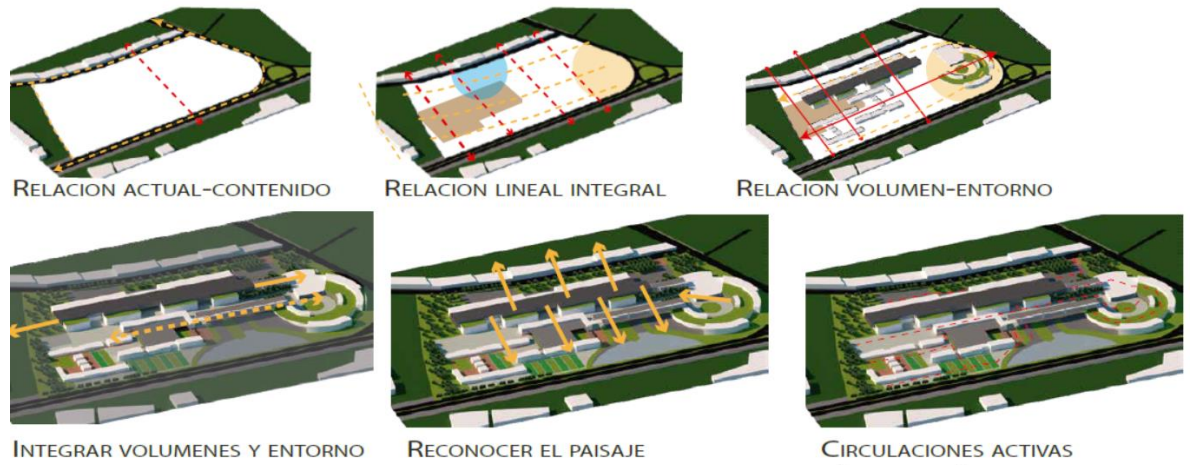 RELACION ACTUAL-CONTENIDO
RELACION LINEAL INTEGRAL
RELACION VOLUMEN-ENTORNO
INTEGRAR VOLUMENES Y ENTORNO
RECONOCER EL PAISAJE
CIRCULACIONES ACTIVAS